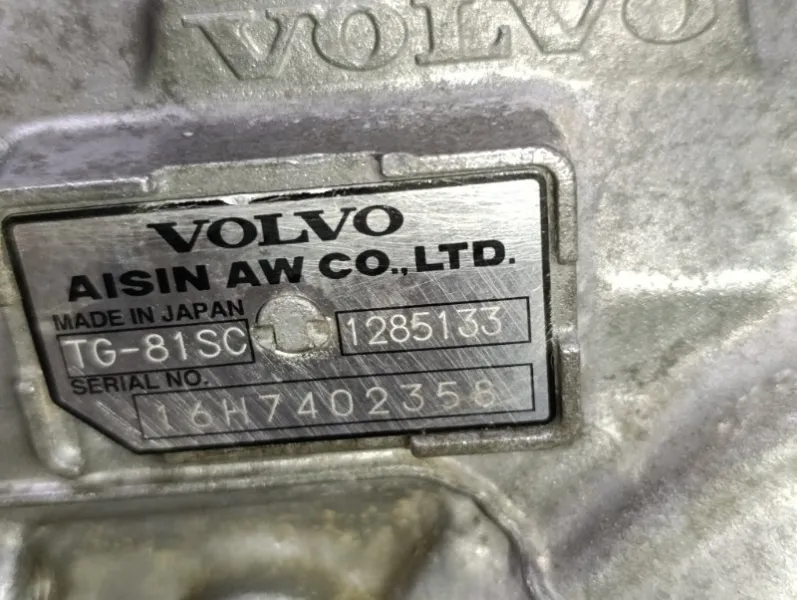 VOLVO
VOLVO
AISIN AW CO.,LTD.
MADE IN JAPAN
TG-81SC 1285133
SERIAL NO.
16H7402358